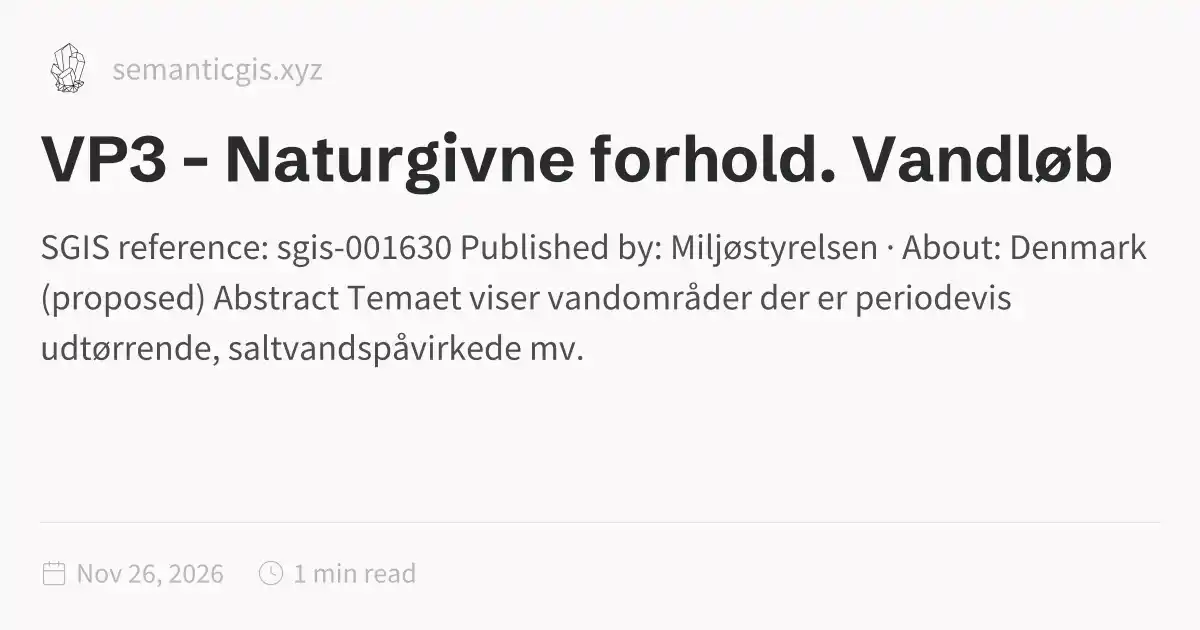 semanticgis.xyz
VP3 - Naturgivne forhold. Vandløb
SGIS reference: sgis-001630 Published by: Miljøstyrelsen · About: Denmark
(proposed) Abstract Temaet viser vandområder der er periodevis
udtørrende, saltvandspåvirkede mv.
Nov 26, 2026 1 min read